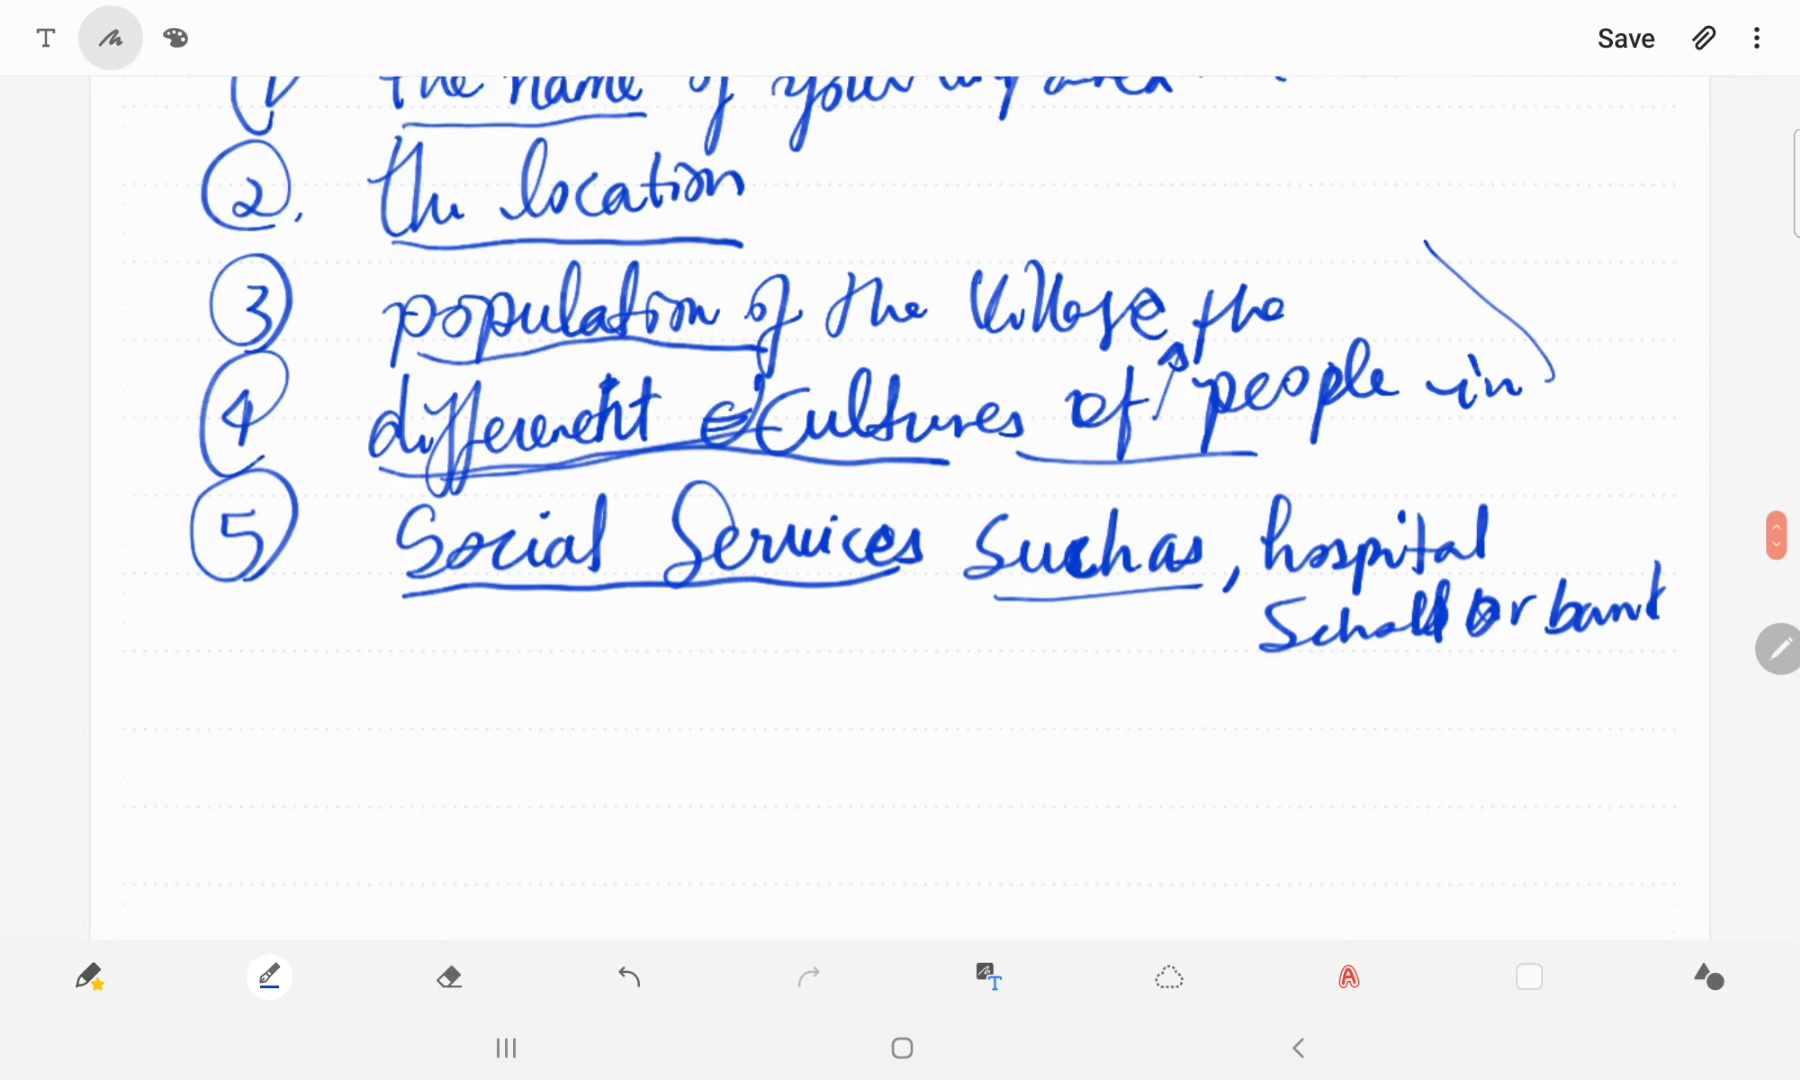 Save
the name of your
2. the location
3 population of the village the
4 different cultures of people in
5 Social Services such as, hospital
School or bank